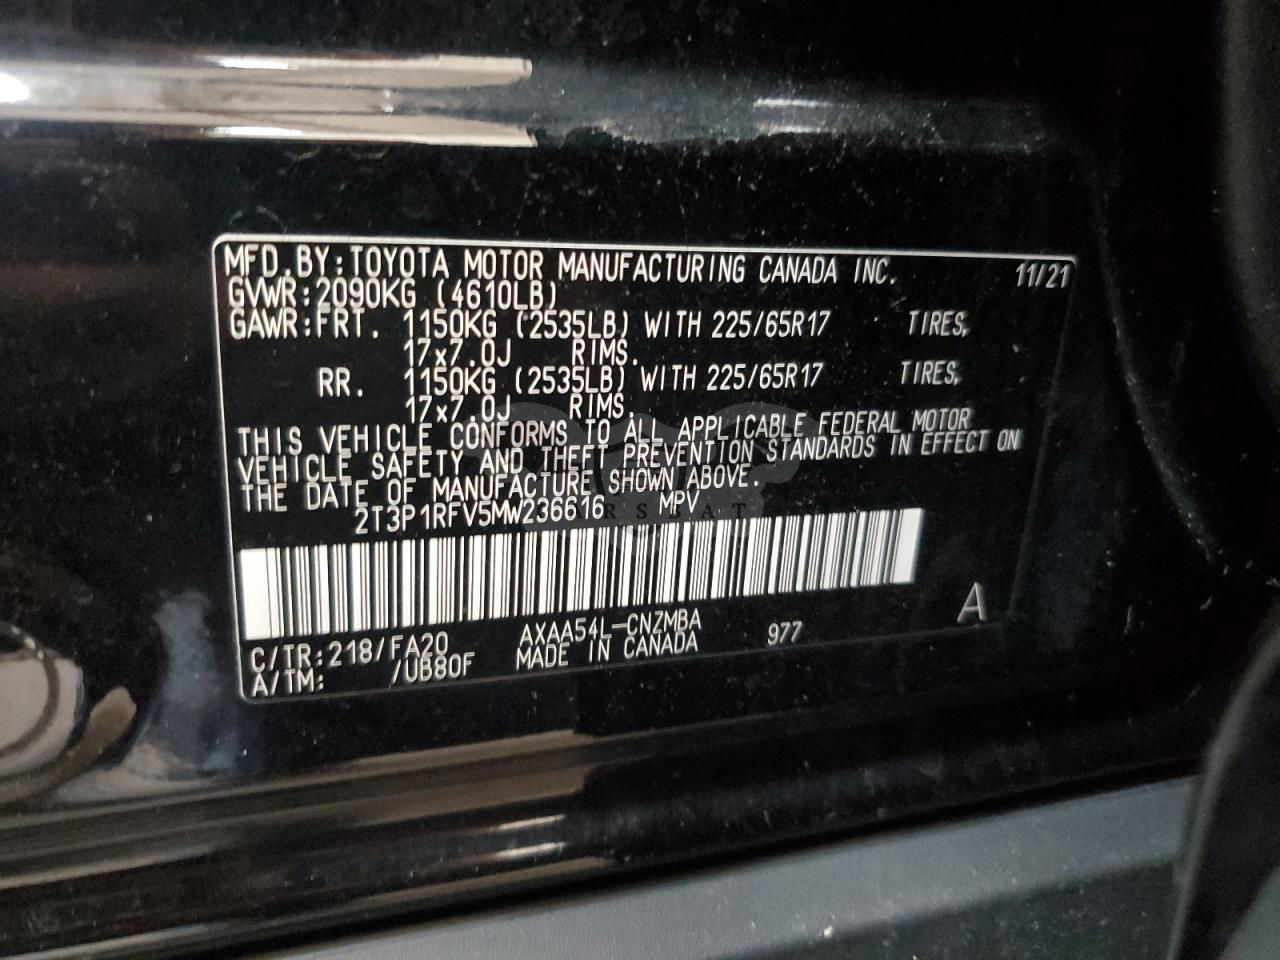 MFD.BY:TOYOTA MOTOR MANUFACTURING CANADA INC. 11/21
GVWR:2090KG (4610LB)
GAWR:FRT. 1150KG (2535LB) WITH 225/65R17 TIRES,
17x7.0J RIMS.
RR. 1150KG (2535LB) WITH 225/65R17 TIRES,
17x7.0J RIMS.
THIS VEHICLE CONFORMS TO ALL APPLICABLE FEDERAL MOTOR
VEHICLE SAFETY AND THEFT PREVENTION STANDARDS IN EFFECT ON
THE DATE OF MANUFACTURE SHOWN ABOVE.
2T3P1RFV5MW236616 MPV
C/TR:218/FA20 AXAA54L-CNZMBA 977 A
A/TM: /UB80F MADE IN CANADA